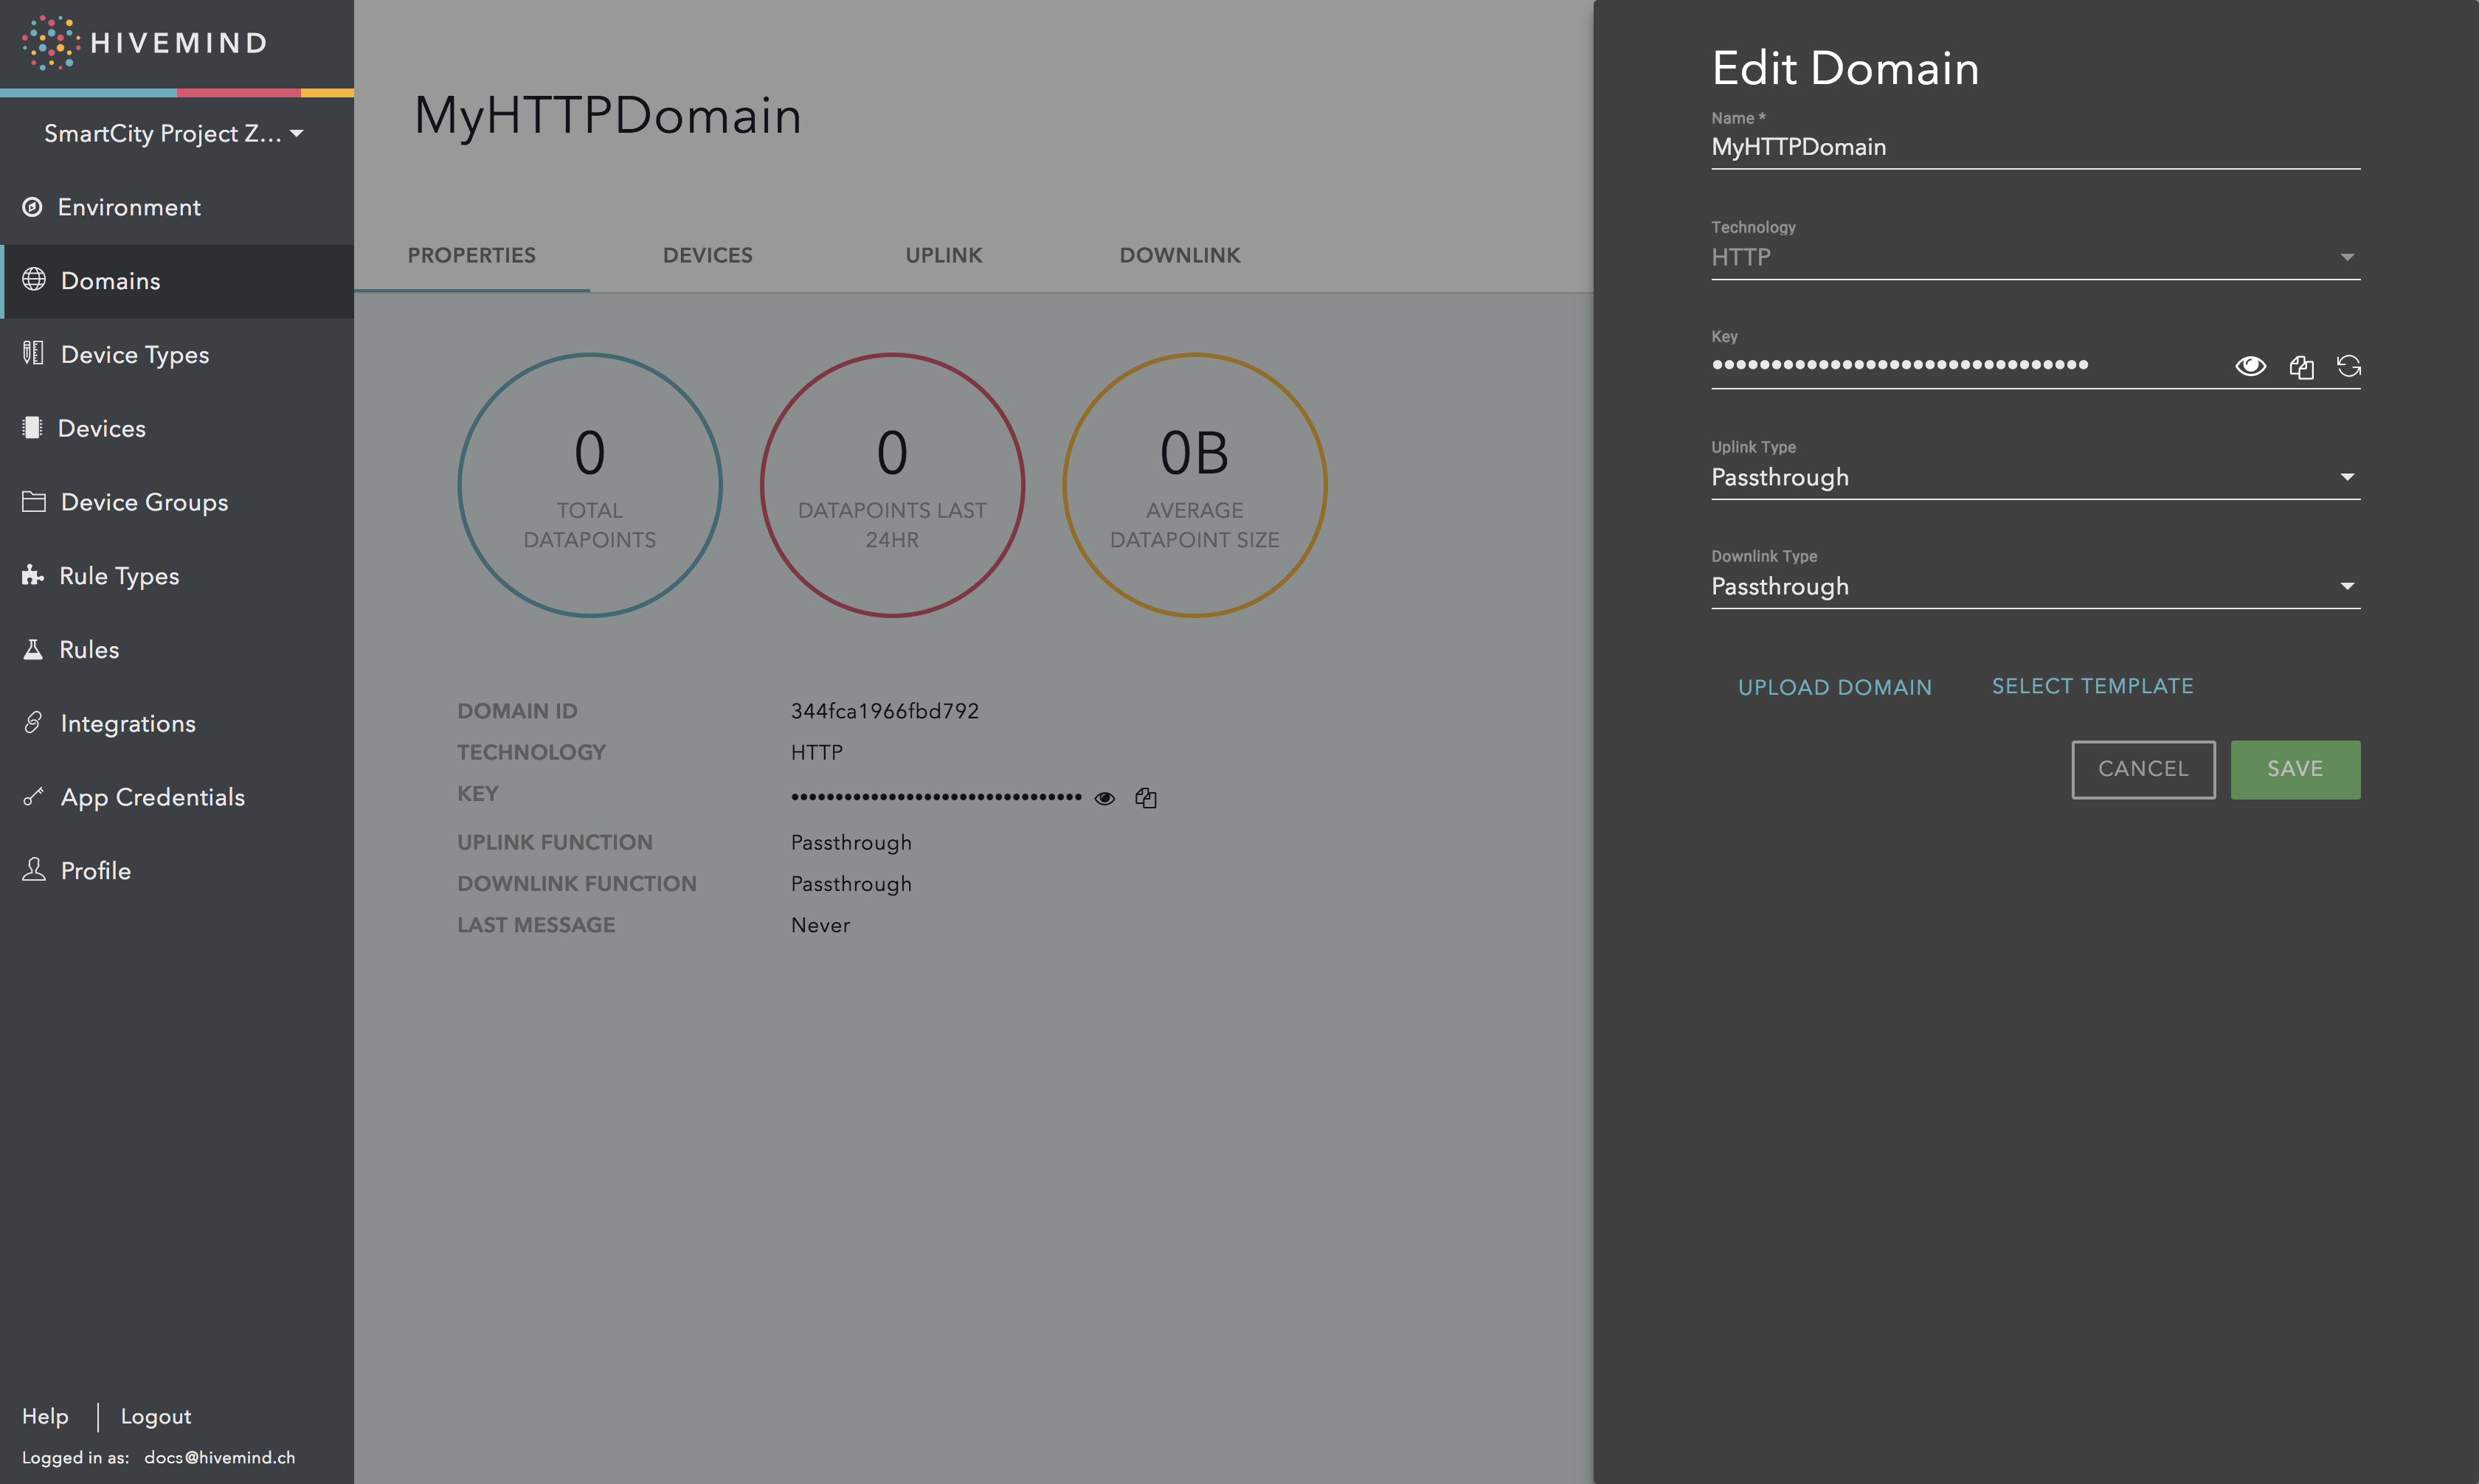 HIVEMIND
SmartCity Project Z...
Environment
Domains
Device Types
Devices
Device Groups
Rule Types
Rules
Integrations
App Credentials
Profile
Help
Logout
Logged in as: docs@hivemind.ch
MyHTTPDomain
PROPERTIES
DEVICES
UPLINK
DOWNLINK
0
TOTAL
DATAPOINTS
0
DATAPOINTS LAST
24HR
0B
AVERAGE
DATAPOINT SIZE
DOMAIN ID 344fca1966fbd792
TECHNOLOGY HTTP
KEY •••••••••••••••••••••••••••••••••
UPLINK FUNCTION Passthrough
DOWNLINK FUNCTION Passthrough
LAST MESSAGE Never
Edit Domain
Name *
MyHTTPDomain
Technology
HTTP
Key
••••••••••••••••••••••••••••••••
Uplink Type
Passthrough
Downlink Type
Passthrough
UPLOAD DOMAIN
SELECT TEMPLATE
CANCEL
SAVE